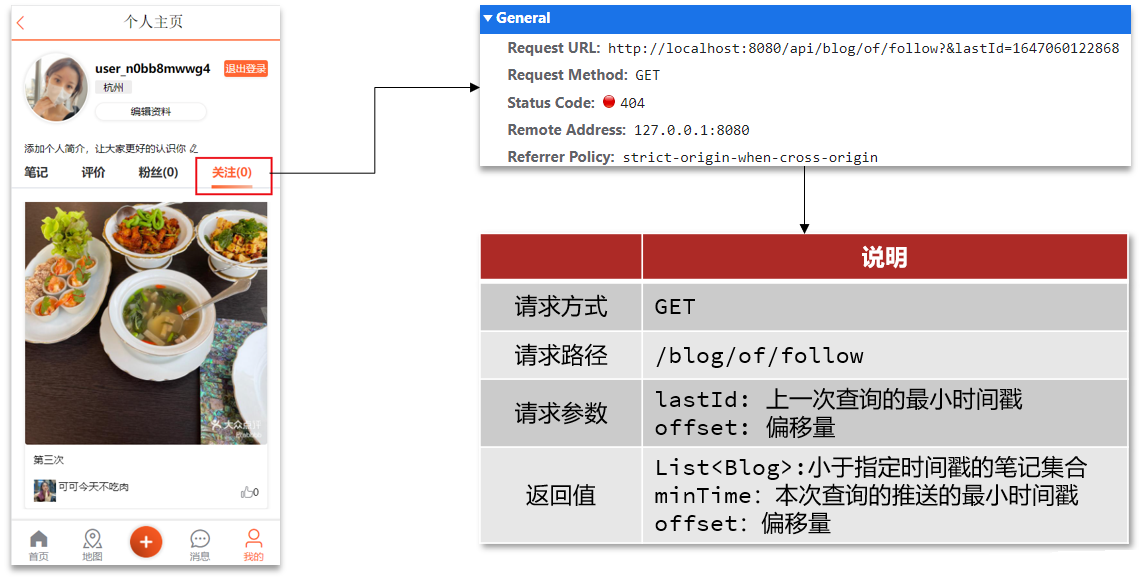 个人主页
user_n0bb8mwwg4
退出登录
杭州
编辑资料
添加个人简介，让大家更好的认识你
笔记 评价 粉丝(0) 关注(0)
大众点评
第三次
可可今天不吃肉
0
首页 地图 消息 我的
General
Request URL: http://localhost:8080/api/blog/of/follow?&lastId=1647060122868
Request Method: GET
Status Code: 404
Remote Address: 127.0.0.1:8080
Referrer Policy: strict-origin-when-cross-origin
说明
请求方式 GET
请求路径 /blog/of/follow
请求参数
lastId: 上一次查询的最小时间戳
offset: 偏移量
返回值
List<Blog>:小于指定时间戳的笔记集合
minTime: 本次查询的推送的最小时间戳
offset: 偏移量